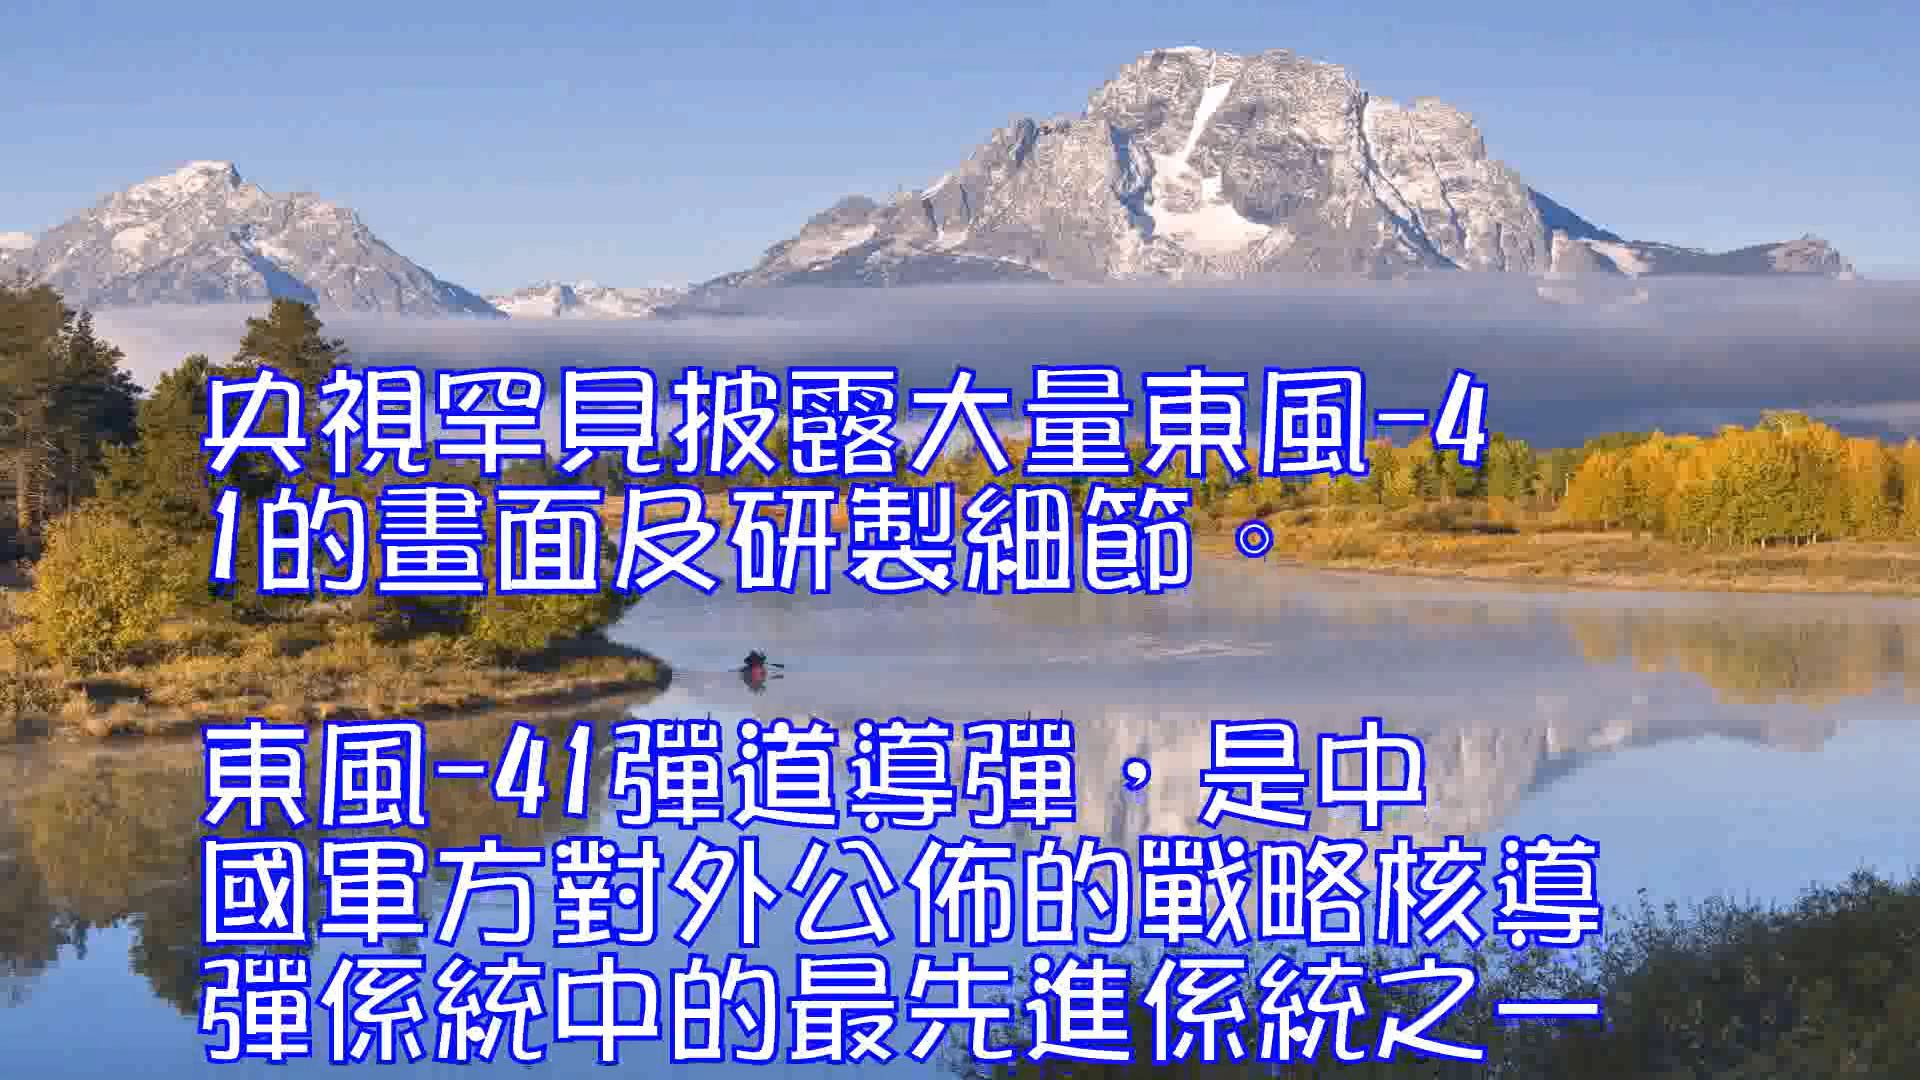 央視罕見披露大量東風-4
1的畫面及研製細節。
東風-41彈道導彈，是中
國軍方對外公佈的戰略核導
彈係統中的最先進係統之一